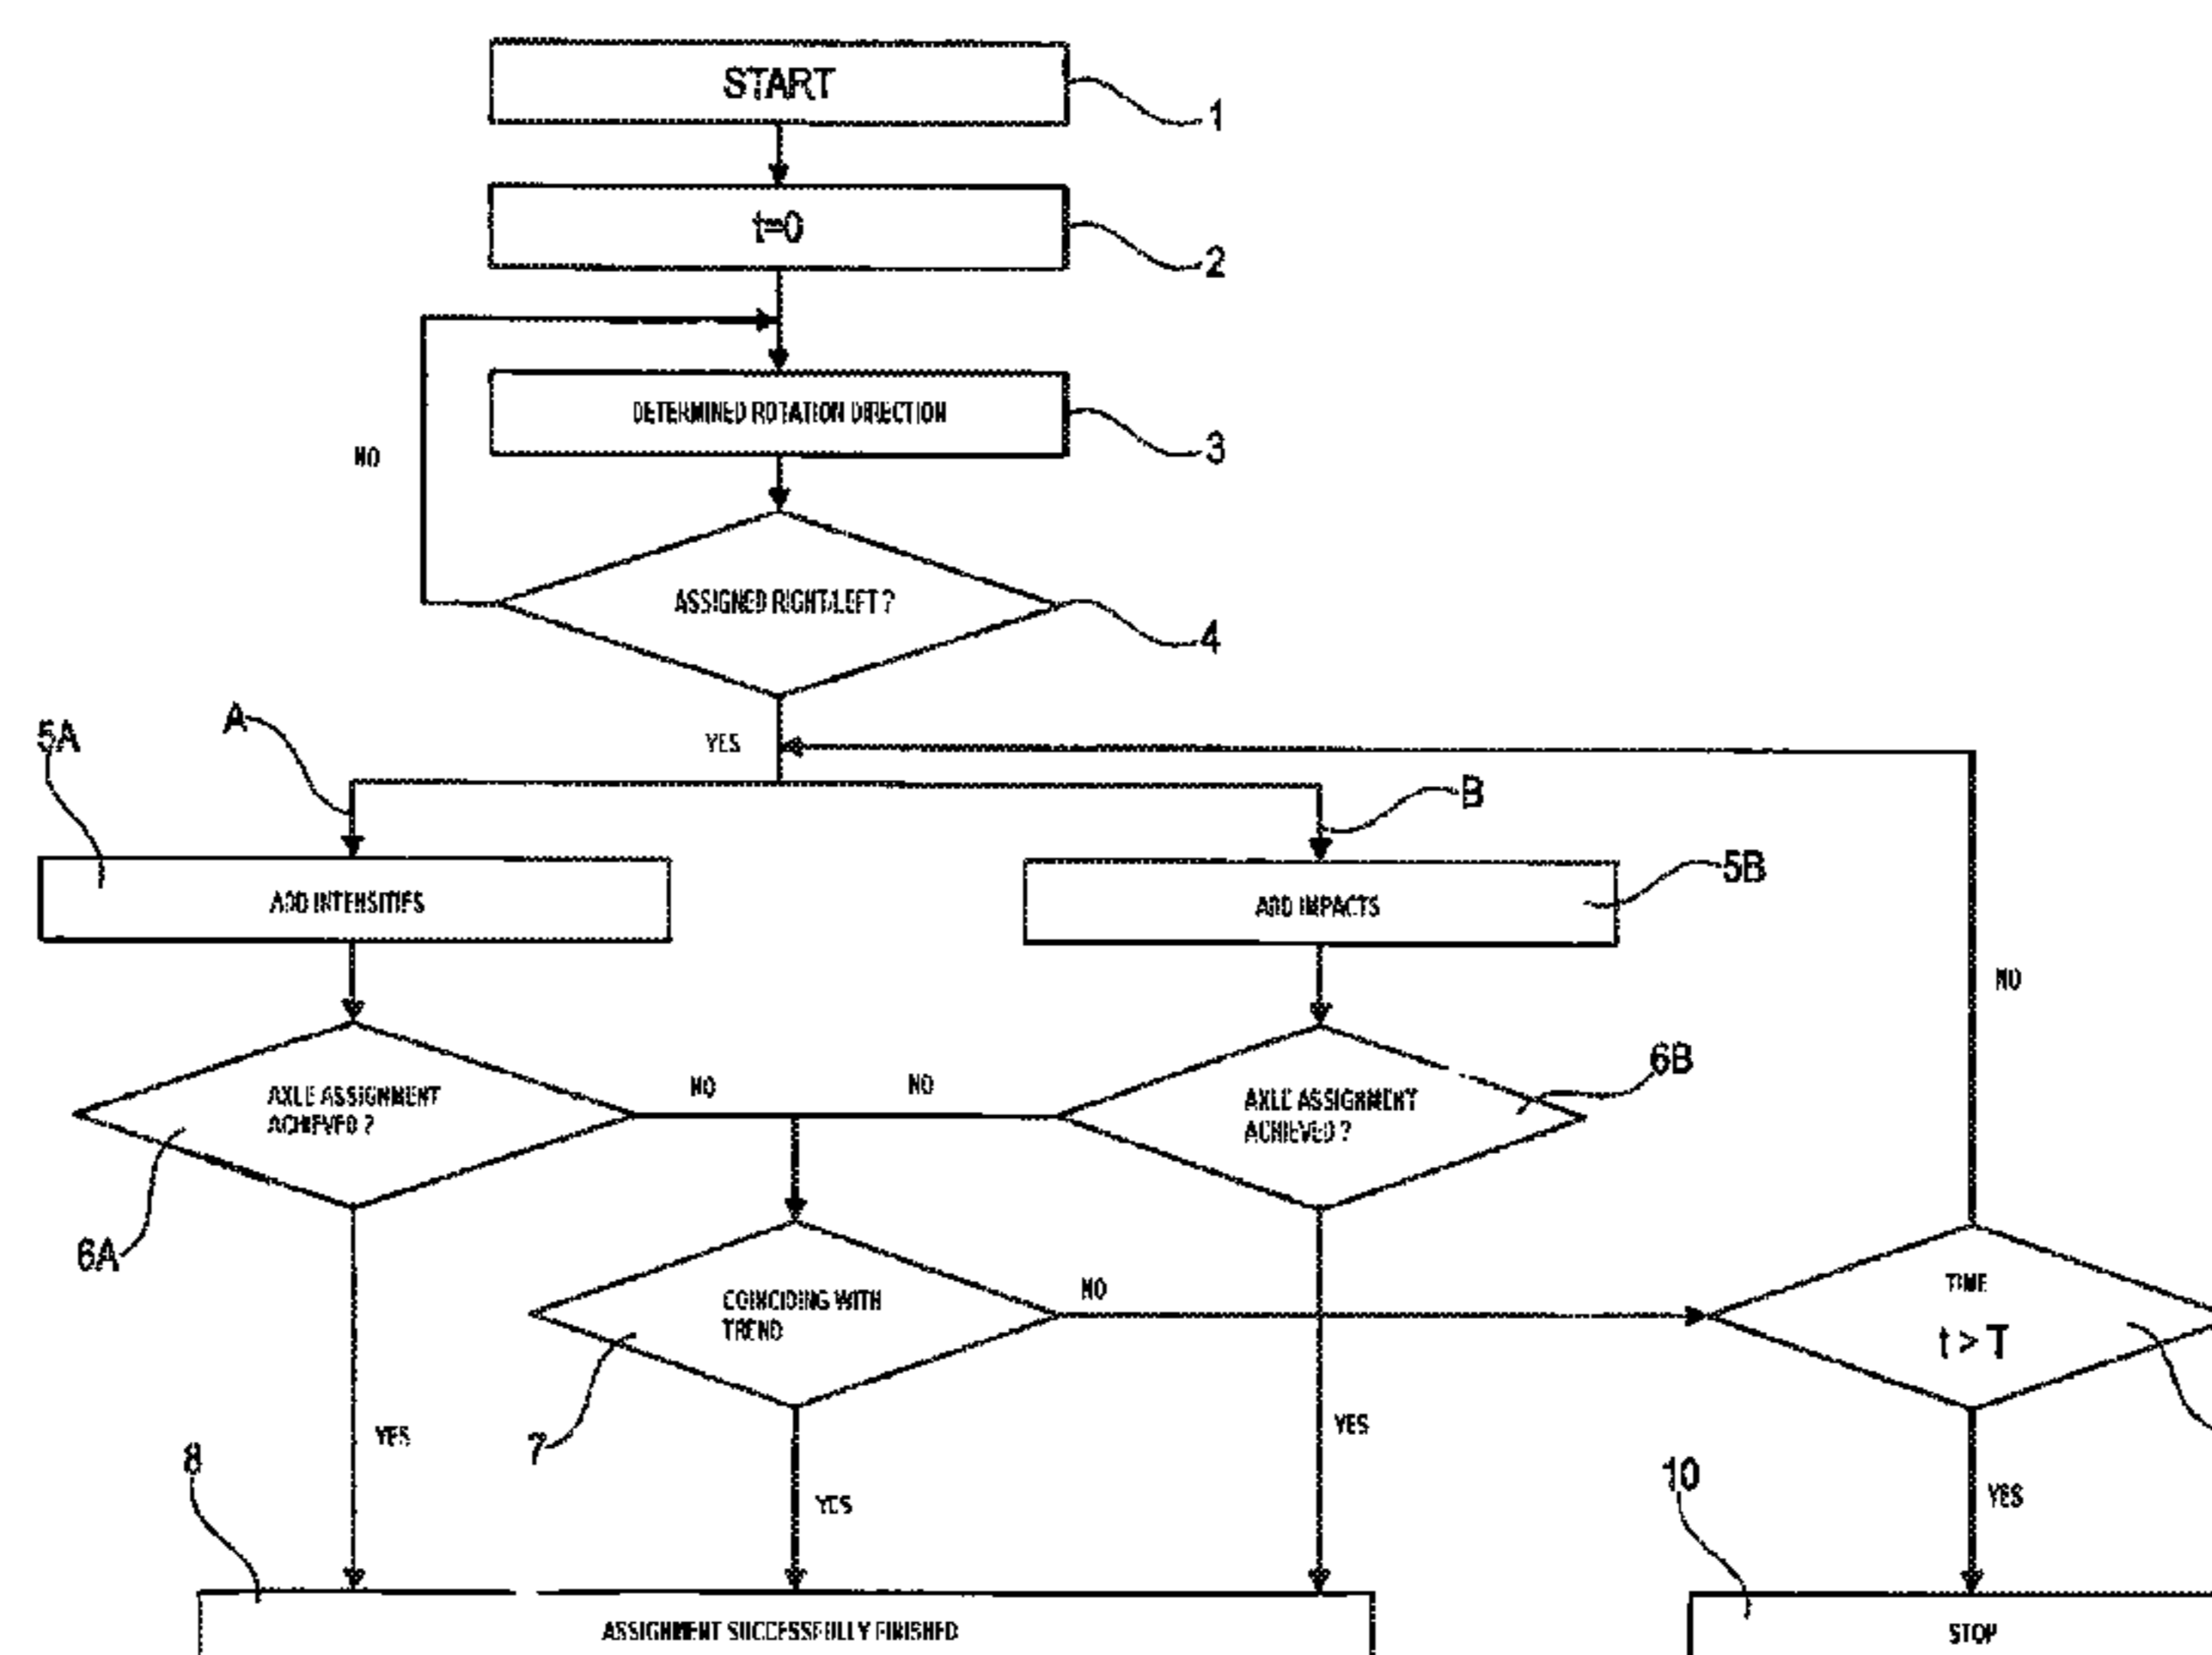 START
1
t=0
2
DETERMINED ROTATION DIRECTION
3
NO
ASSIGNED RIGHT/LEFT ?
4
5A
A
YES
B
ADD INTENSITIES
ADD IMPACTS
5B
NO
AXLE ASSIGNMENT
ACHIEVED ?
NO
NO
AXLE ASSIGNMENT
ACHIEVED ?
6B
6A
COINCIDING WITH
TREND
NO
TIME
t > T
7
YES
YES
YES
YES
8
10
ASSIGNMENT SUCCESSFULLY FINISHED
STOP